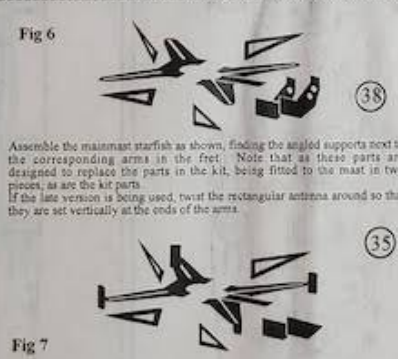 Fig 6
38
Assemble the mainmast starfish as shown, finding the angled supports next t
the corresponding arms in the fret. Note that as these parts ar
designed to replace the parts in the kit, being fitted to the mast in tw
pieces, as are the kit parts.
If the late version is being used, twist the rectangular antenna around so tha
they are set vertically at the ends of the arms.
35
Fig 7